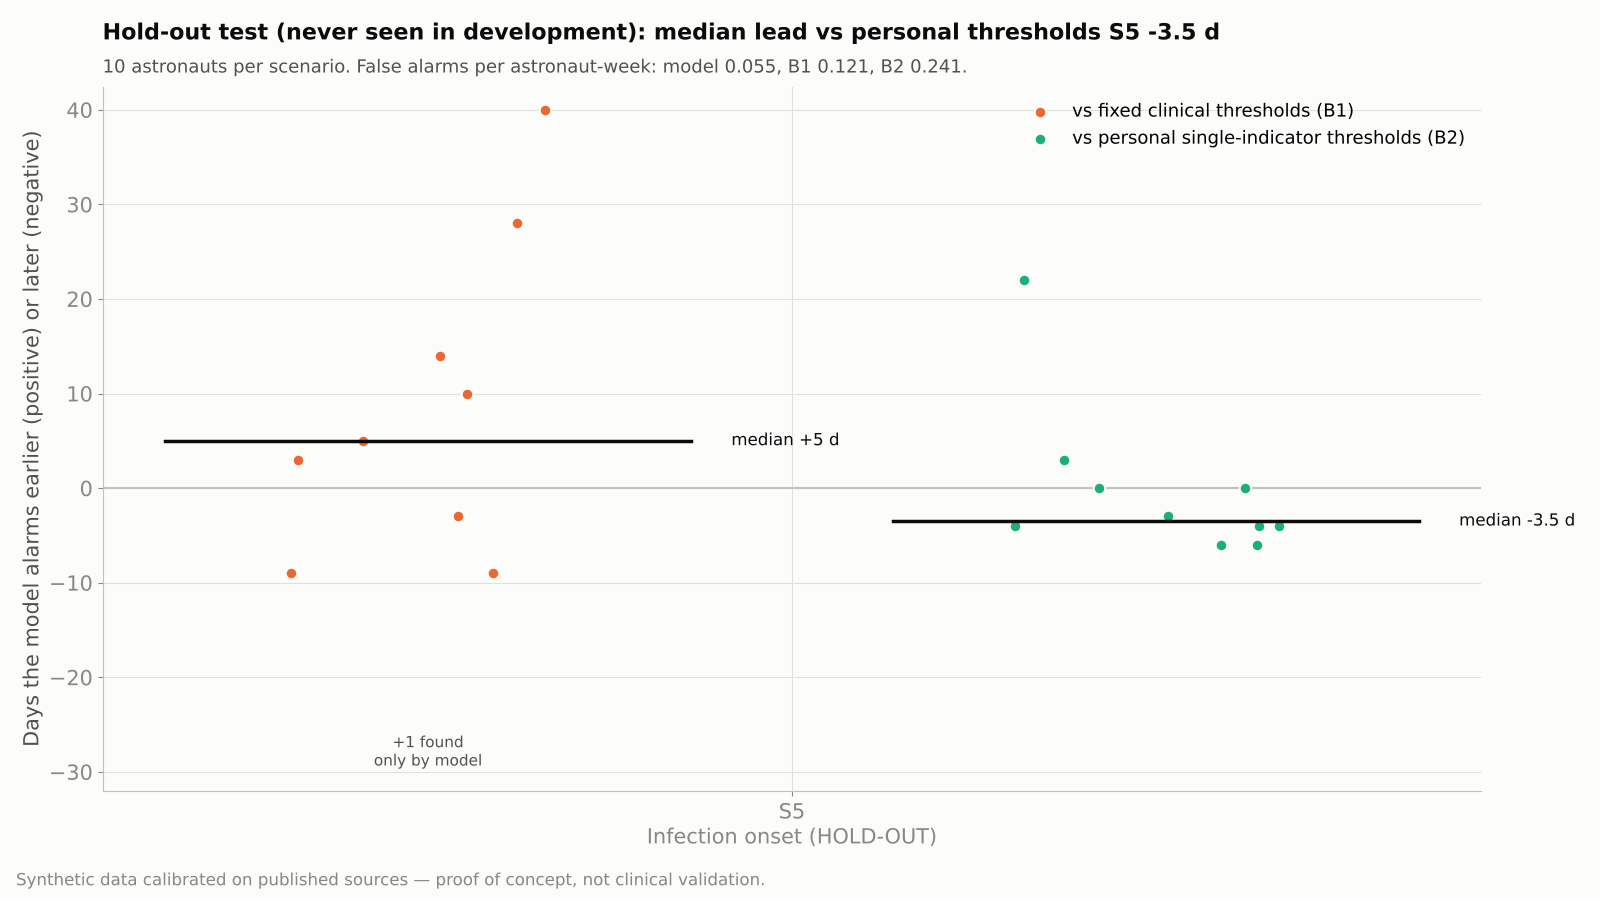 Hold-out test (never seen in development): median lead vs personal thresholds S5 -3.5 d
10 astronauts per scenario. False alarms per astronaut-week: model 0.055, B1 0.121, B2 0.241.
Days the model alarms earlier (positive) or later (negative)
40
30
20
10
0
−10
−20
−30
vs fixed clinical thresholds (B1)
vs personal single-indicator thresholds (B2)
median +5 d
median -3.5 d
+1 found
only by model
S5
Infection onset (HOLD-OUT)
Synthetic data calibrated on published sources — proof of concept, not clinical validation.